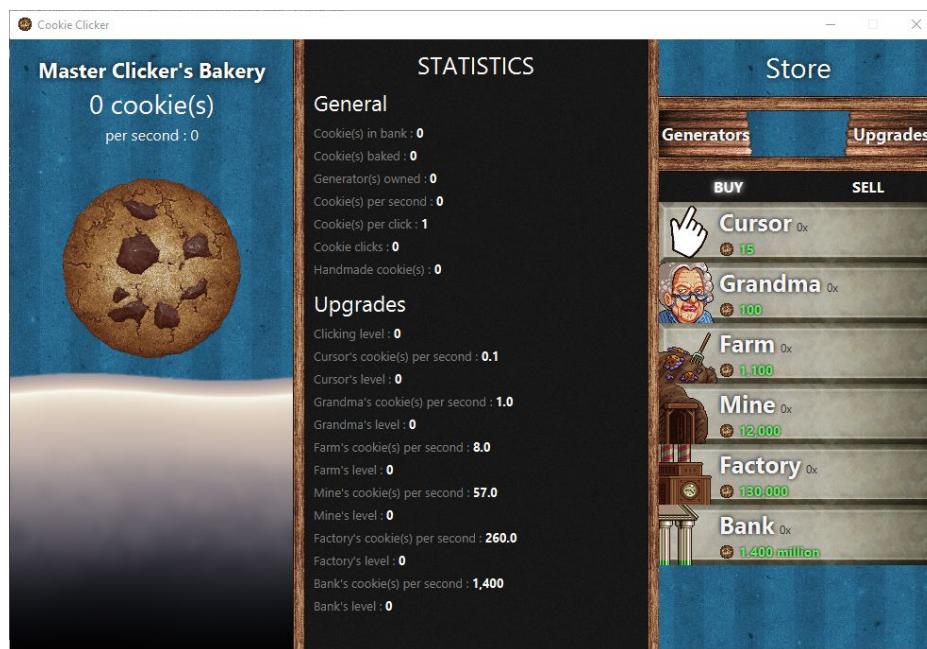 Cookie Clicker
Master Clicker's Bakery
0 cookie(s)
per second : 0
STATISTICS
General
Cookie(s) in bank : 0
Cookie(s) baked : 0
Generator(s) owned : 0
Cookie(s) per second : 0
Cookie(s) per click : 1
Cookie clicks : 0
Handmade cookie(s) : 0
Upgrades
Clicking level : 0
Cursor's cookie(s) per second : 0.1
Cursor's level : 0
Grandma's cookie(s) per second : 1.0
Grandma's level : 0
Farm's cookie(s) per second : 8.0
Farm's level : 0
Mine's cookie(s) per second : 57.0
Mine's level : 0
Factory's cookie(s) per second : 260.0
Factory's level : 0
Bank's cookie(s) per second : 1,400
Bank's level : 0
Store
Generators Upgrades
BUY SELL
Cursor 0x
15
Grandma 0x
100
Farm 0x
1,100
Mine 0x
12,000
Factory 0x
130,000
Bank 0x
1.400 million